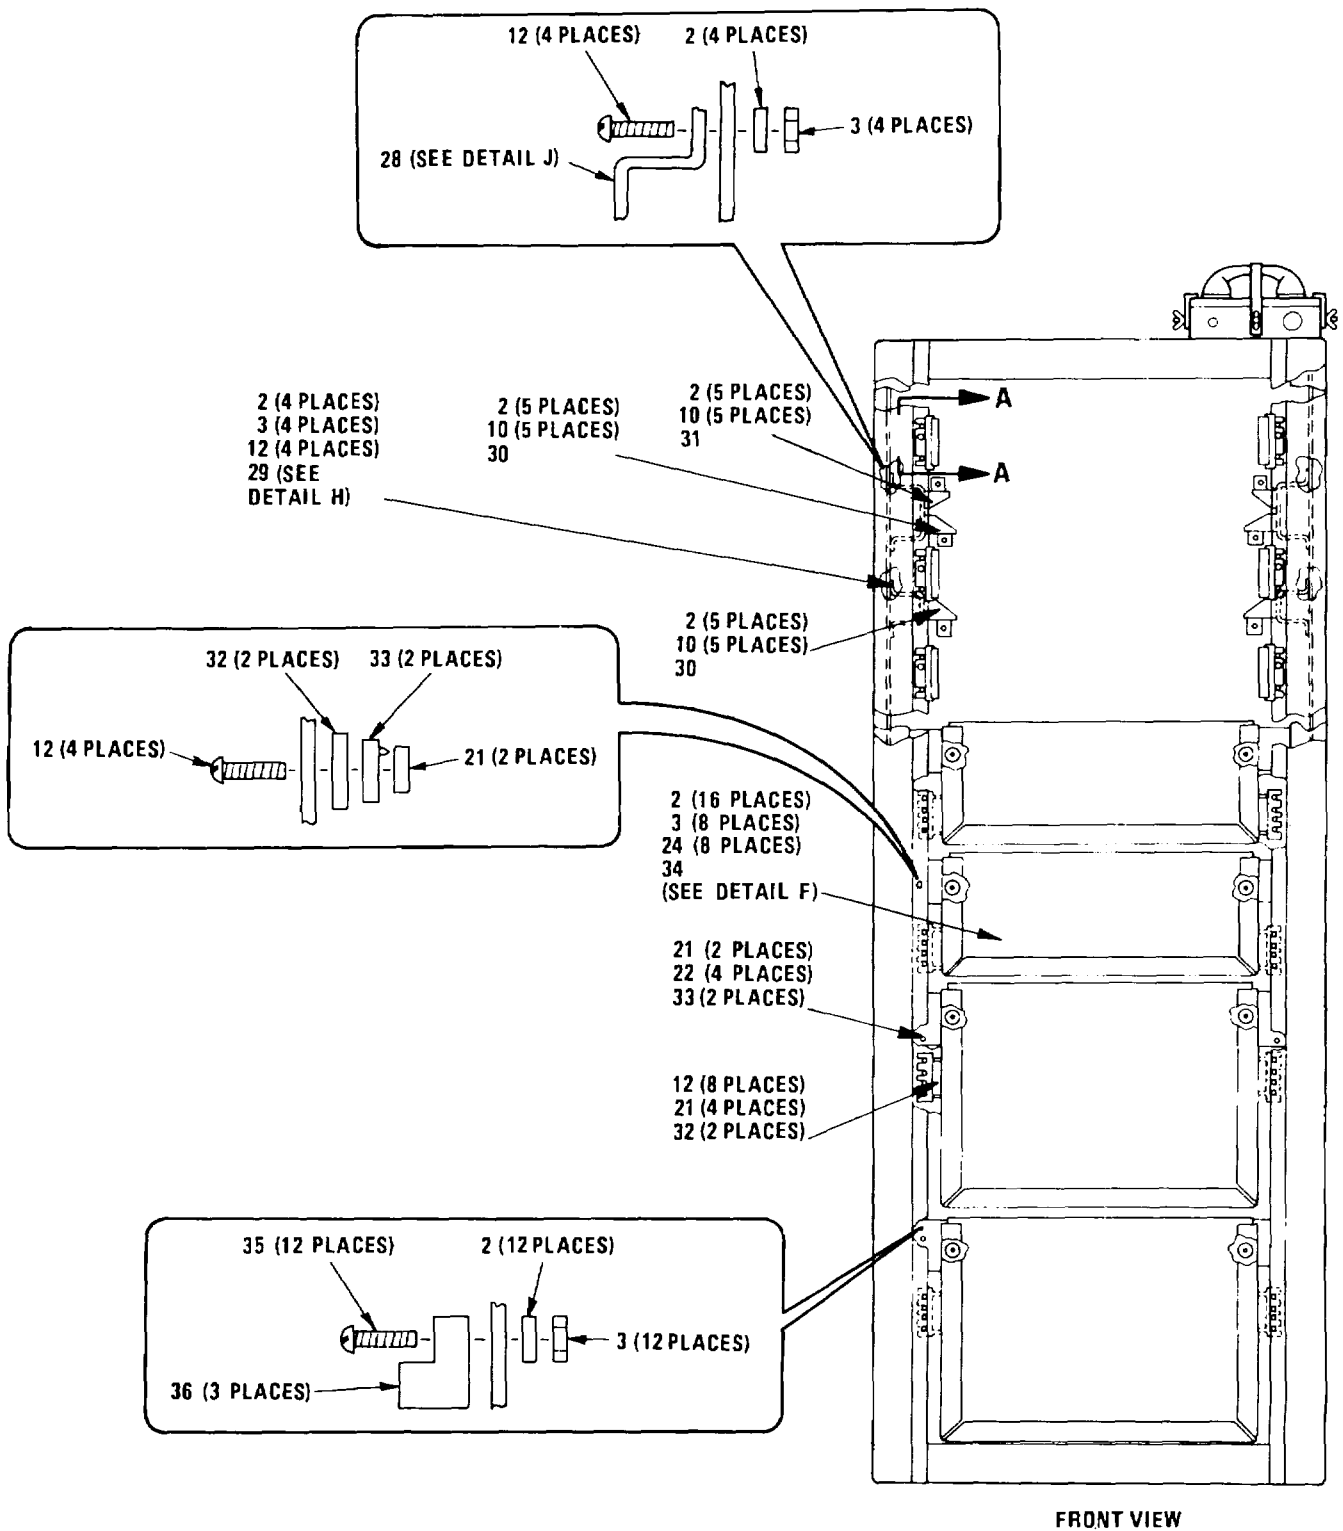 12 (4 PLACES)
2 (4 PLACES)
3 (4 PLACES)
28 (SEE DETAIL J)
2 (4 PLACES)
3 (4 PLACES)
12 (4 PLACES)
29 (SEE
DETAIL H)
2 (5 PLACES)
10 (5 PLACES)
30
2 (5 PLACES)
10 (5 PLACES)
31
A
A
2 (5 PLACES)
10 (5 PLACES)
30
32 (2 PLACES)
33 (2 PLACES)
12 (4 PLACES)
21 (2 PLACES)
2 (16 PLACES)
3 (8 PLACES)
24 (8 PLACES)
34
(SEE DETAIL F)
21 (2 PLACES)
22 (4 PLACES)
33 (2 PLACES)
12 (8 PLACES)
21 (4 PLACES)
32 (2 PLACES)
35 (12 PLACES)
2 (12 PLACES)
3 (12 PLACES)
36 (3 PLACES)
FRONT VIEW